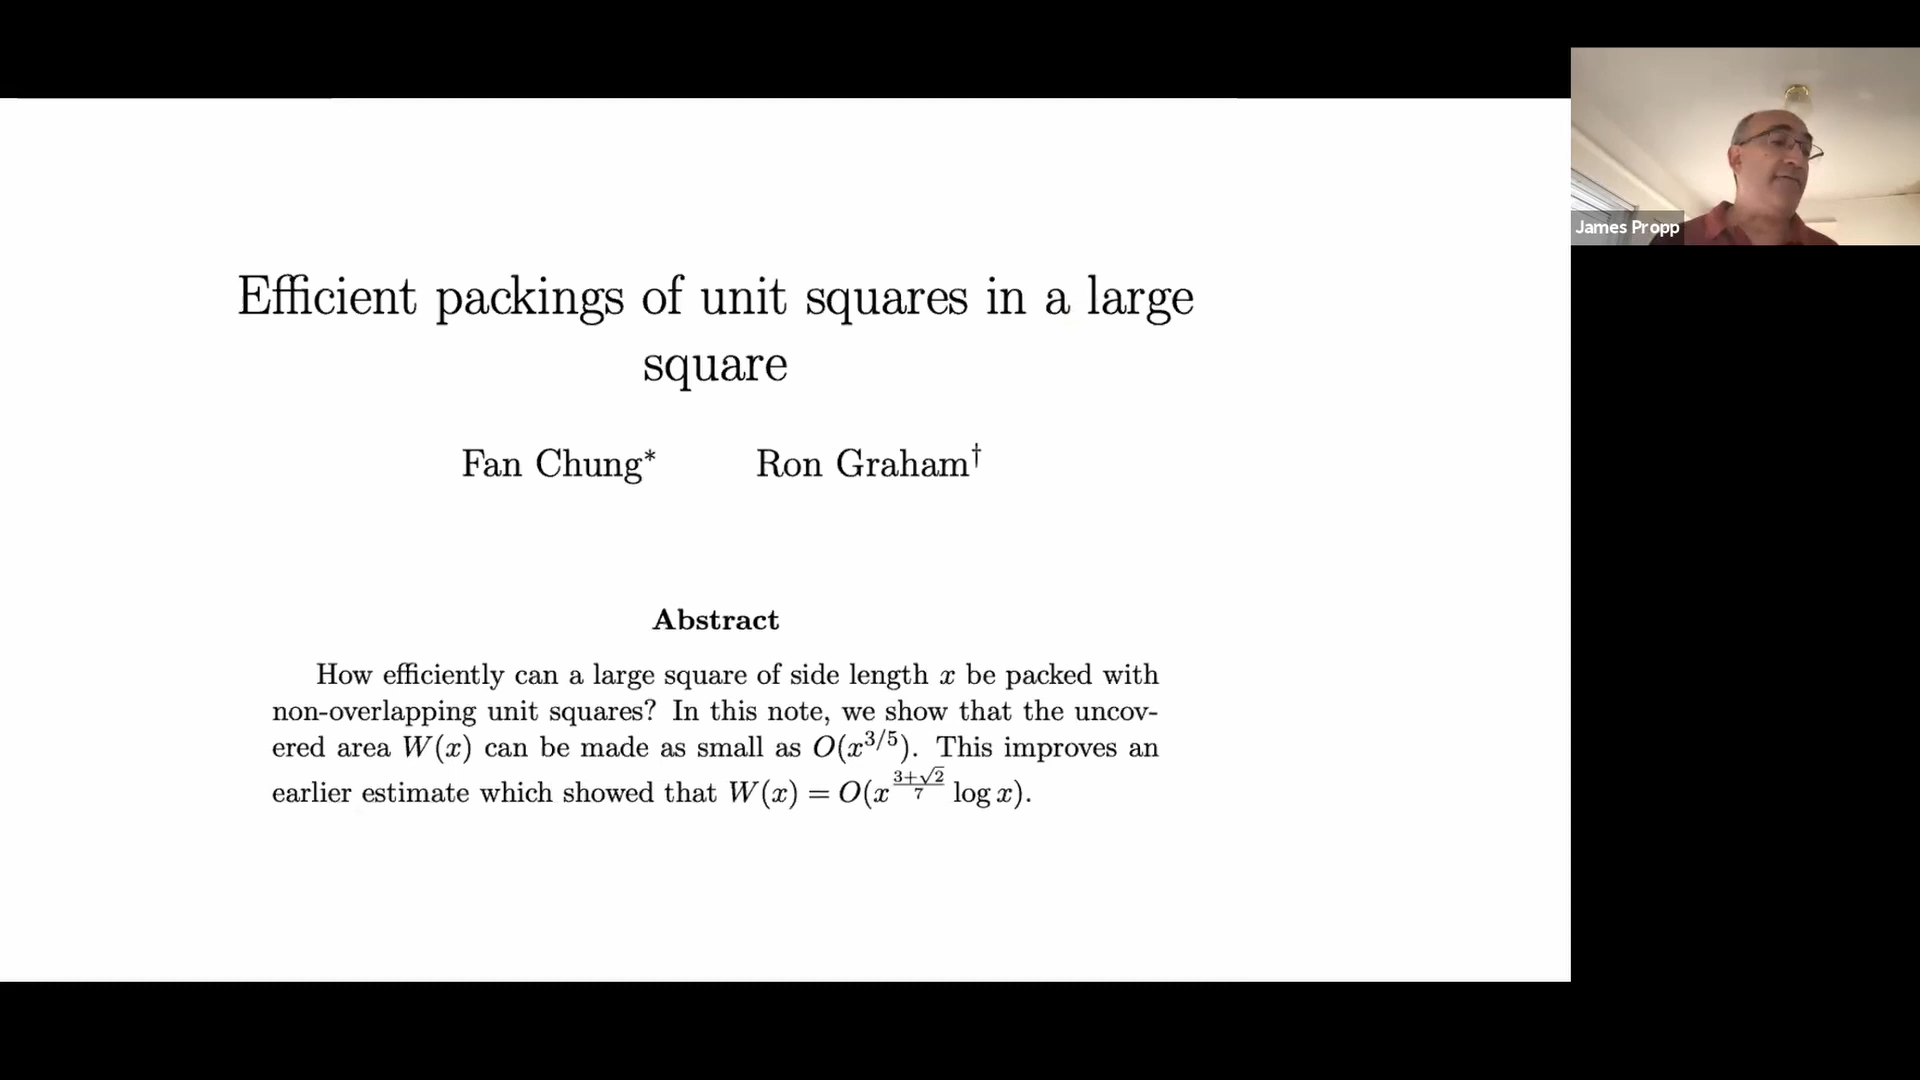 Efficient packings of unit squares in a large
square
Fan Chung* Ron Graham†
Abstract
How efficiently can a large square of side length x be packed with
non-overlapping unit squares? In this note, we show that the uncov-
ered area W(x) can be made as small as O(x^{3/5}). This improves an
earlier estimate which showed that W(x) = O(x^{\frac{3+\sqrt{2}}{7}} log x).
James Propp